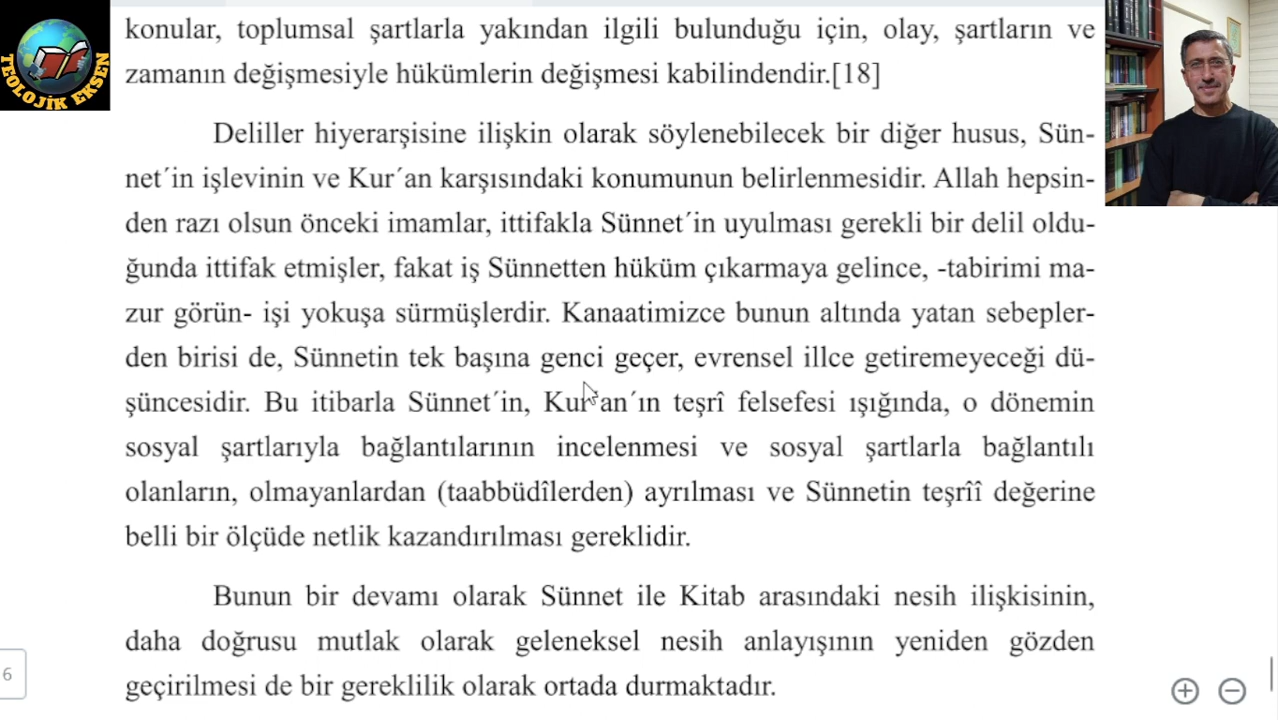 TEOLOJİK EKSEN
konular, toplumsal şartlarla yakından ilgili bulunduğu için, olay, şartların ve
zamanın değişmesiyle hükümlerin değişmesi kabilindendir.[18]
Deliller hiyerarşisine ilişkin olarak söylenebilecek bir diğer husus, Sün-
net´in işlevinin ve Kur´an karşısındaki konumunun belirlenmesidir. Allah hepsin-
den razı olsun önceki imamlar, ittifakla Sünnet´in uyulması gerekli bir delil oldu-
ğunda ittifak etmişler, fakat iş Sünnetten hüküm çıkarmaya gelince, -tabirimi ma-
zur görün- işi yokuşa sürmüşlerdir. Kanaatimizce bunun altında yatan sebepler-
den birisi de, Sünnetin tek başına genci geçer, evrensel illce getiremeyeceği dü-
şüncesidir. Bu itibarla Sünnet´in, Kur´an´ın teşrî felsefesi ışığında, o dönemin
sosyal şartlarıyla bağlantılarının incelenmesi ve sosyal şartlarla bağlantılı
olanların, olmayanlardan (taabbüdîlerden) ayrılması ve Sünnetin teşrîî değerine
belli bir ölçüde netlik kazandırılması gereklidir.
Bunun bir devamı olarak Sünnet ile Kitab arasındaki nesih ilişkisinin,
daha doğrusu mutlak olarak geleneksel nesih anlayışının yeniden gözden
geçirilmesi de bir gereklilik olarak ortada durmaktadır.
6